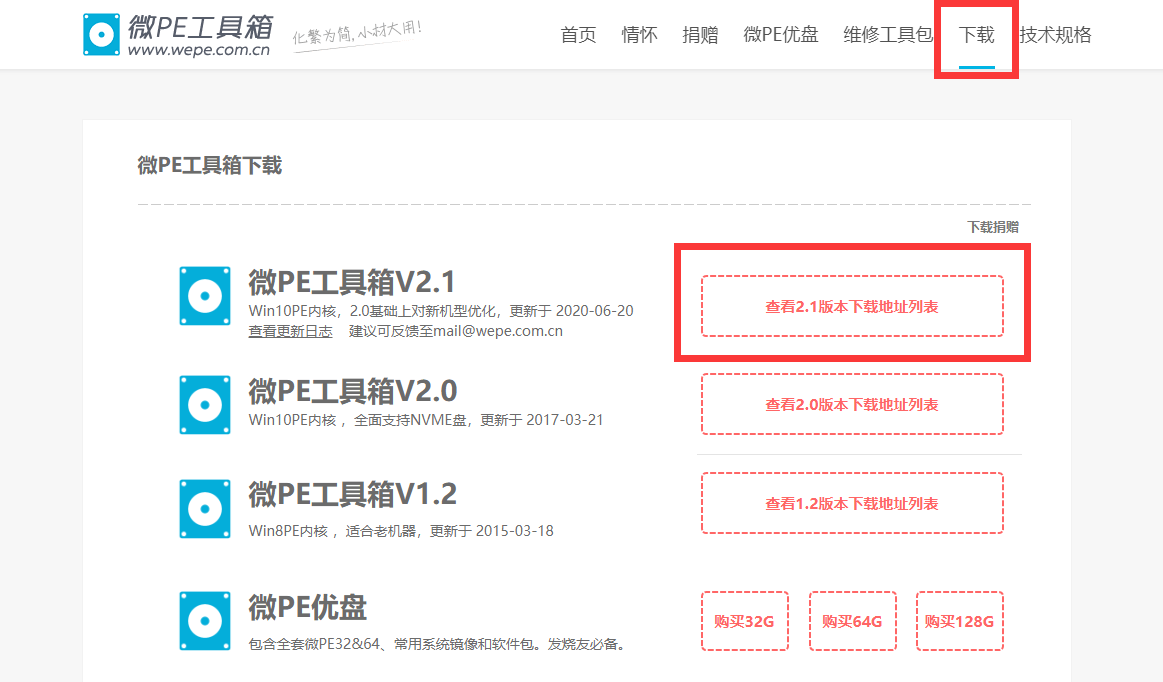 微PE工具箱
www.wepe.com.cn
化繁为简,小材大用!
首页 情怀 捐赠 微PE优盘 维修工具包 下载 技术规格
微PE工具箱下载
下载捐赠
微PE工具箱V2.1
Win10PE内核，2.0基础上对新机型优化，更新于 2020-06-20
查看更新日志 建议可反馈至mail@wepe.com.cn
查看2.1版本下载地址列表
微PE工具箱V2.0
Win10PE内核 ，全面支持NVME盘，更新于 2017-03-21
查看2.0版本下载地址列表
微PE工具箱V1.2
Win8PE内核 ，适合老机器，更新于 2015-03-18
查看1.2版本下载地址列表
微PE优盘
包含全套微PE32&64、常用系统镜像和软件包。发烧友必备。
购买32G 购买64G 购买128G